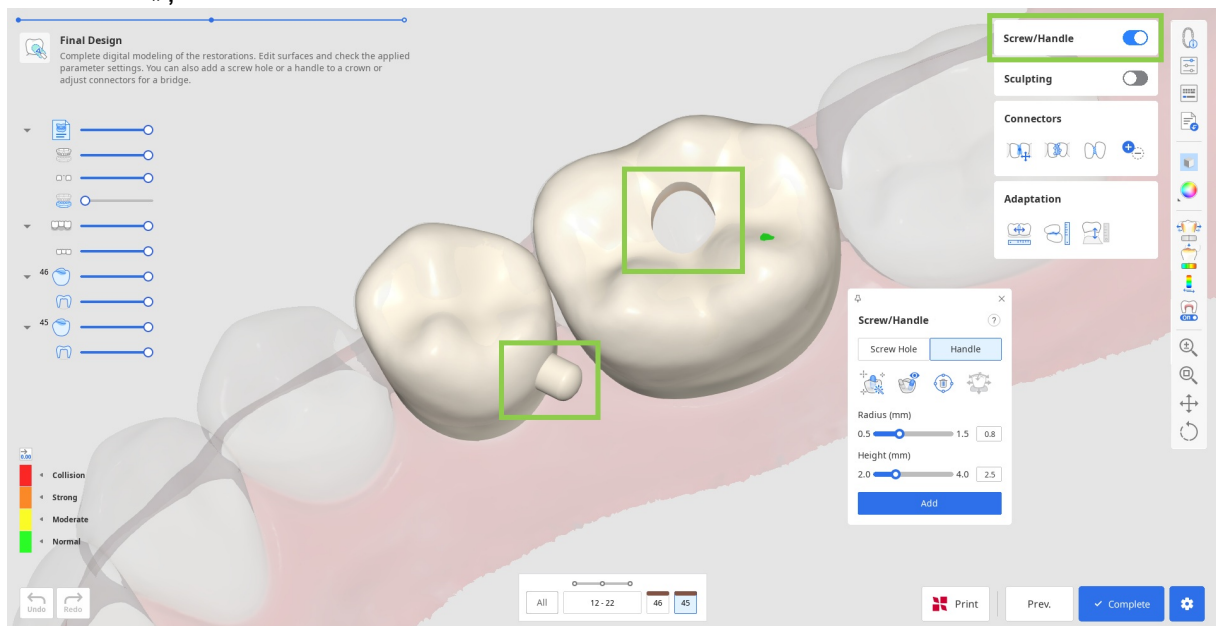 Final Design
Complete digital modeling of the restorations. Edit surfaces and check the applied
parameter settings. You can also add a screw hole or a handle to a crown or
adjust connectors for a bridge.
46
45
0.00
Collision
Strong
Moderate
Normal
Undo
Redo
All
12 - 22
46
45
Screw/Handle
Sculpting
Connectors
Adaptation
Screw/Handle
?
Screw Hole
Handle
Radius (mm)
0.5
1.5
0.8
Height (mm)
2.0
4.0
2.5
Add
ON
Print
Prev.
Complete